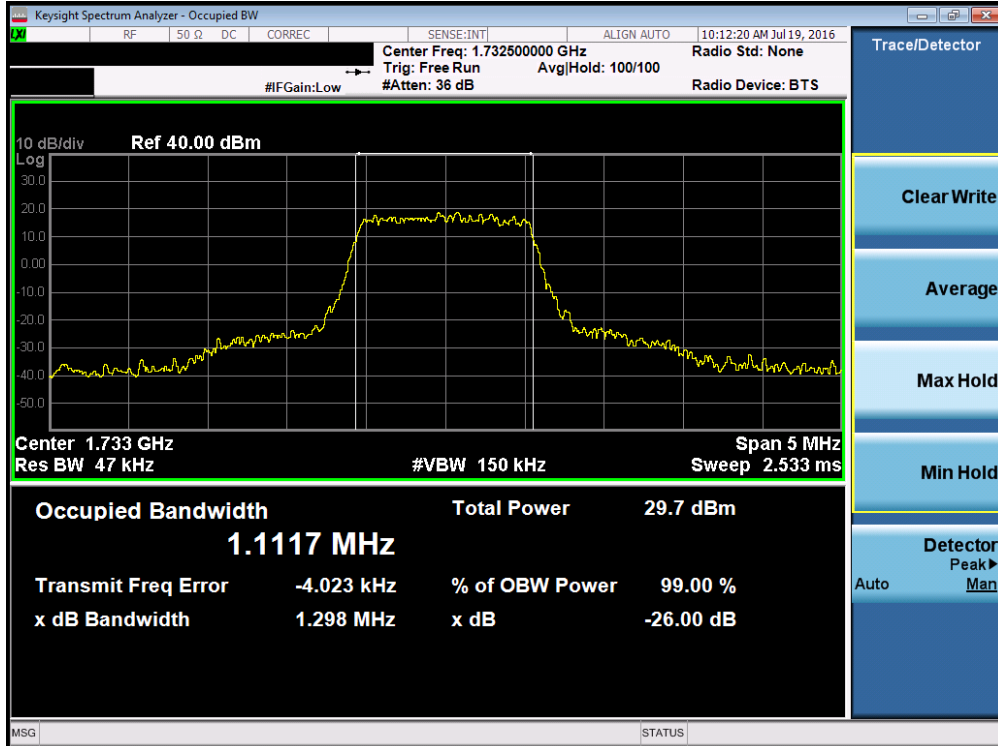 Keysight Spectrum Analyzer - Occupied BW
LXI RF 50 Ω DC CORREC SENSE:INT ALIGN AUTO 10:12:20 AM Jul 19, 2016
Center Freq: 1.732500000 GHz Radio Std: None
Trig: Free Run Avg|Hold: 100/100
#IFGain:Low #Atten: 36 dB Radio Device: BTS
10 dB/div Ref 40.00 dBm
Log
30.0
20.0
10.0
0.00
-10.0
-20.0
-30.0
-40.0
-50.0
Center 1.733 GHz Span 5 MHz
Res BW 47 kHz #VBW 150 kHz Sweep 2.533 ms
Occupied Bandwidth Total Power 29.7 dBm
1.1117 MHz
Transmit Freq Error -4.023 kHz % of OBW Power 99.00 %
x dB Bandwidth 1.298 MHz x dB -26.00 dB
MSG STATUS
Trace/Detector
Clear Write
Average
Max Hold
Min Hold
Detector
Peak▶
Auto Man